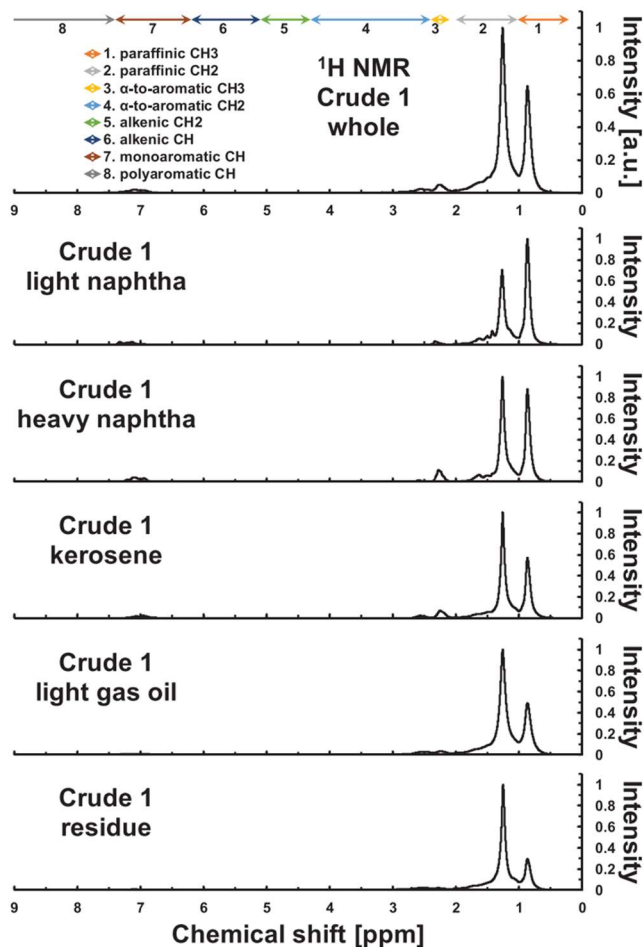 8 7 6 5 4 3 2 1
1. paraffinic CH3
2. paraffinic CH2
3. α-to-aromatic CH3
4. α-to-aromatic CH2
5. alkenic CH2
6. alkenic CH
7. monoaromatic CH
8. polyaromatic CH
¹H NMR
Crude 1
whole
1
0.8
0.6
0.4
0.2
0
Intensity [a.u.]
9 8 7 6 5 4 3 2 1 0
Crude 1
light naphtha
1
0.8
0.6
0.4
0.2
0
Intensity
Crude 1
heavy naphtha
1
0.8
0.6
0.4
0.2
0
Intensity
Crude 1
kerosene
1
0.8
0.6
0.4
0.2
0
Intensity
Crude 1
light gas oil
1
0.8
0.6
0.4
0.2
0
Intensity
Crude 1
residue
1
0.8
0.6
0.4
0.2
0
Intensity
9 8 7 6 5 4 3 2 1 0
Chemical shift [ppm]